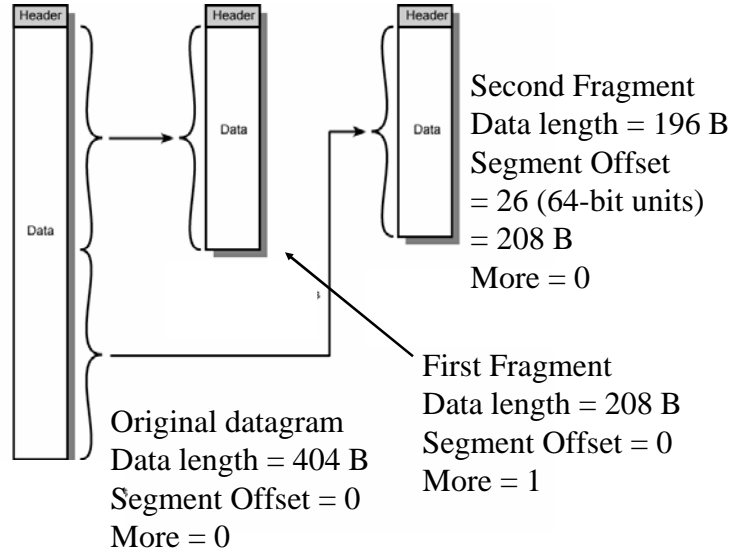 Header
Header
Header
Data
Data
Data
Second Fragment
Data length = 196 B
Segment Offset
= 26 (64-bit units)
= 208 B
More = 0
First Fragment
Data length = 208 B
Segment Offset = 0
More = 1
Original datagram
Data length = 404 B
Segment Offset = 0
More = 0